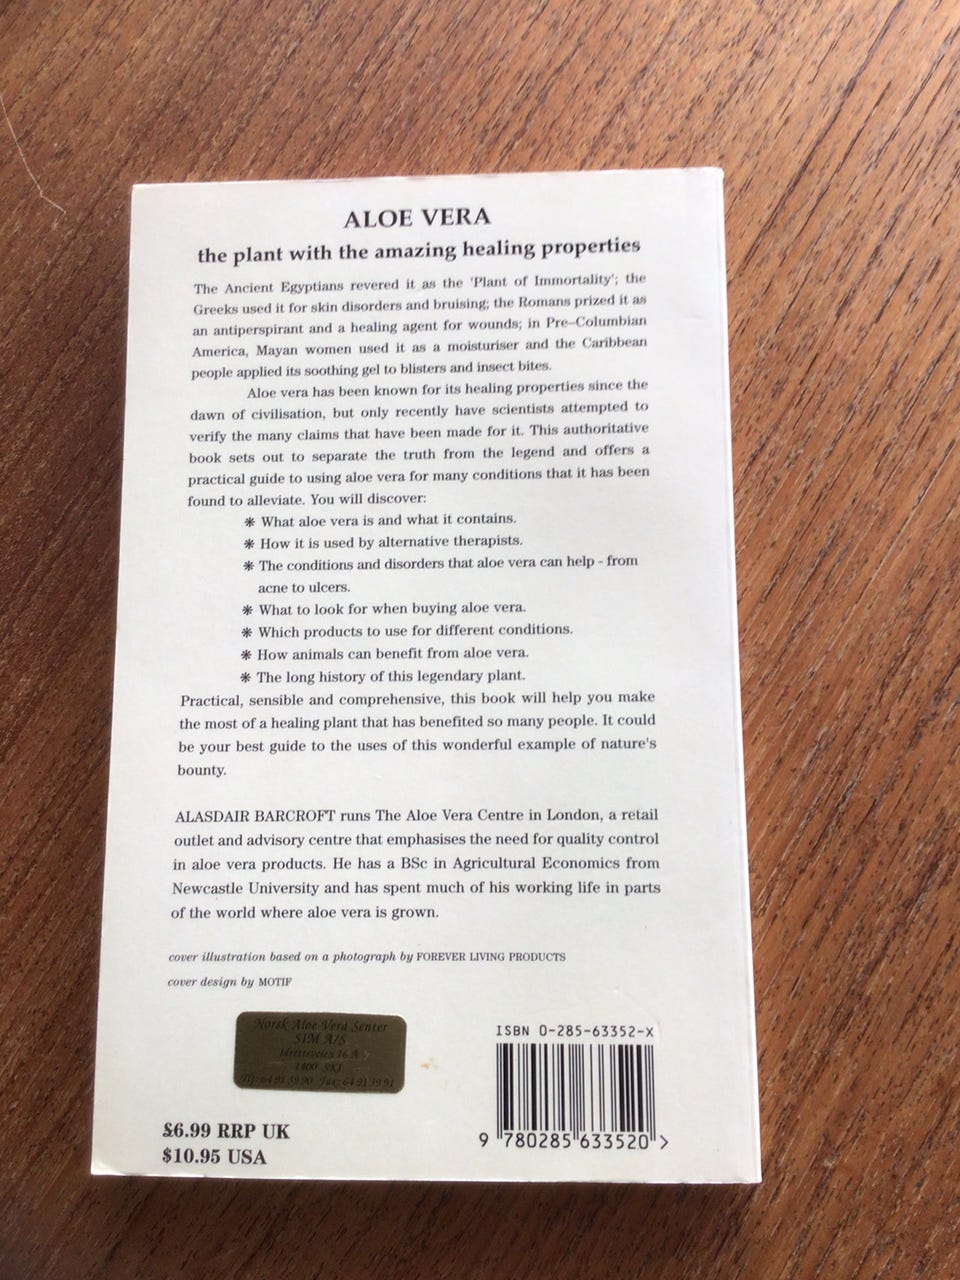 ALOE VERA
the plant with the amazing healing properties
The Ancient Egyptians revered it as the 'Plant of Immortality'; the
Greeks used it for skin disorders and bruising; the Romans prized it as
an antiperspirant and a healing agent for wounds; in Pre–Columbian
America, Mayan women used it as a moisturiser and the Caribbean
people applied its soothing gel to blisters and insect bites.
Aloe vera has been known for its healing properties since the
dawn of civilisation, but only recently have scientists attempted to
verify the many claims that have been made for it. This authoritative
book sets out to separate the truth from the legend and offers a
practical guide to using aloe vera for many conditions that it has been
found to alleviate. You will discover:
❋ What aloe vera is and what it contains.
❋ How it is used by alternative therapists.
❋ The conditions and disorders that aloe vera can help - from
acne to ulcers.
❋ What to look for when buying aloe vera.
❋ Which products to use for different conditions.
❋ How animals can benefit from aloe vera.
❋ The long history of this legendary plant.
Practical, sensible and comprehensive, this book will help you make
the most of a healing plant that has benefited so many people. It could
be your best guide to the uses of this wonderful example of nature's
bounty.
ALASDAIR BARCROFT runs The Aloe Vera Centre in London, a retail
outlet and advisory centre that emphasises the need for quality control
in aloe vera products. He has a BSc in Agricultural Economics from
Newcastle University and has spent much of his working life in parts
of the world where aloe vera is grown.
cover illustration based on a photograph by FOREVER LIVING PRODUCTS
cover design by MOTIF
Norsk Aloe Vera Senter
SIM A/S
Idrettsveien 16 A
1400 SKI
Tlf: 64 91 39 90 Fax: 64 91 39 91
£6.99 RRP UK
$10.95 USA
ISBN 0-285-63352-X
9 780285 633520 >